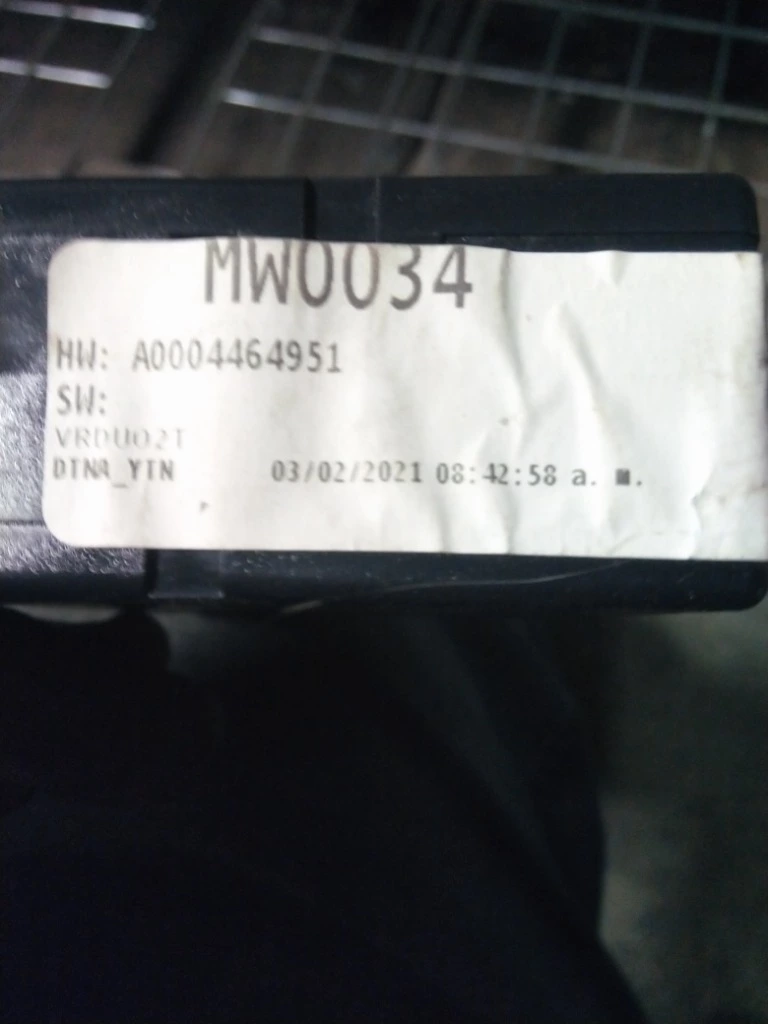 MW0034
HW: A0004464951
SW:
VRDU02T
DTNA_YTN 03/02/2021 08:42:58 a. m.